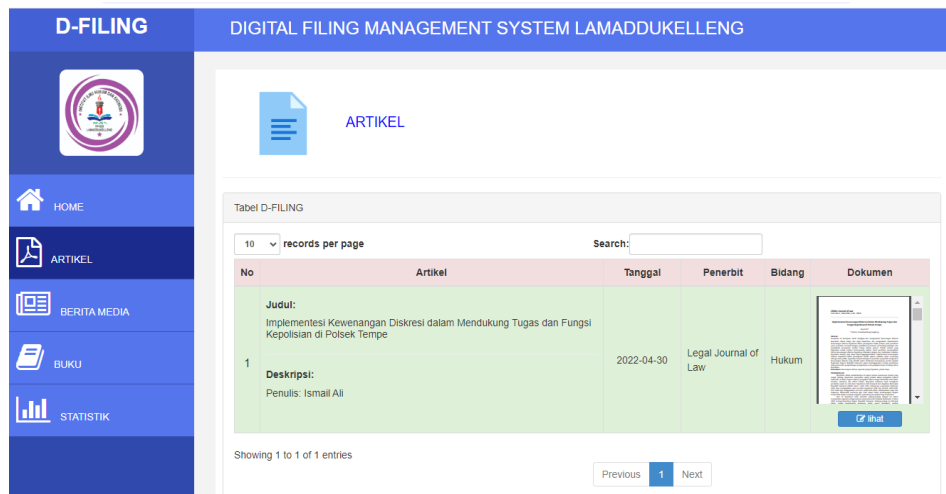 D-FILING
DIGITAL FILING MANAGEMENT SYSTEM LAMADDUKELLENG
ARTIKEL
HOME
ARTIKEL
BERITA MEDIA
BUKU
STATISTIK
Tabel D-FILING
10 records per page Search:
No Artikel Tanggal Penerbit Bidang Dokumen
Judul:
Implementesi Kewenangan Diskresi dalam Mendukung Tugas dan Fungsi
Kepolisian di Polsek Tempe
1 2022-04-30 Legal Journal of Hukum
Law
Deskripsi:
Penulis: Ismail Ali
lihat
Showing 1 to 1 of 1 entries
Previous 1 Next